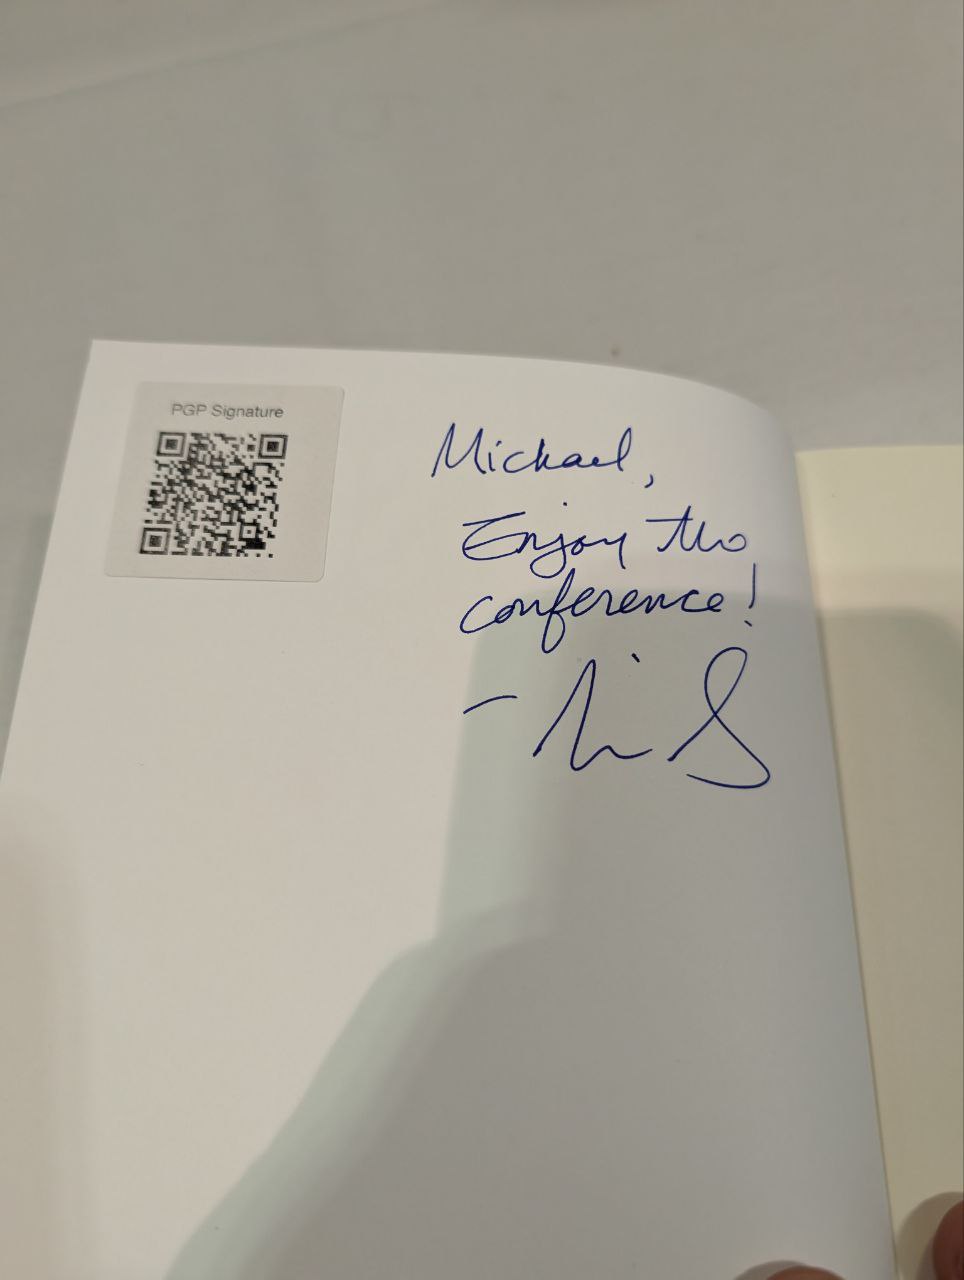 PGP Signature
Michael,
Enjoy the
conference!